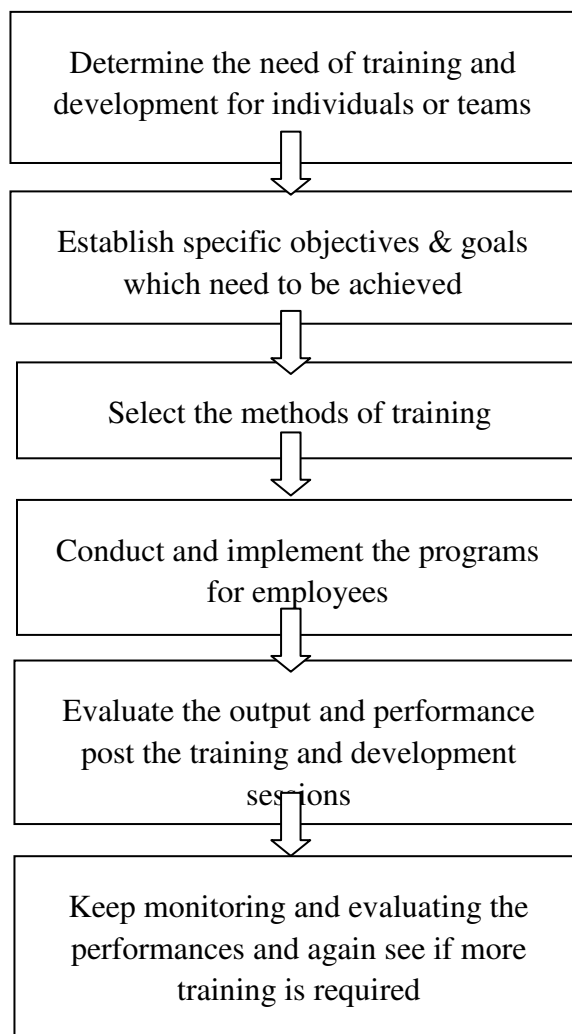 Determine the need of training and
development for individuals or teams
Establish specific objectives & goals
which need to be achieved
Select the methods of training
Conduct and implement the programs
for employees
Evaluate the output and performance
post the training and development
sessions
Keep monitoring and evaluating the
performances and again see if more
training is required